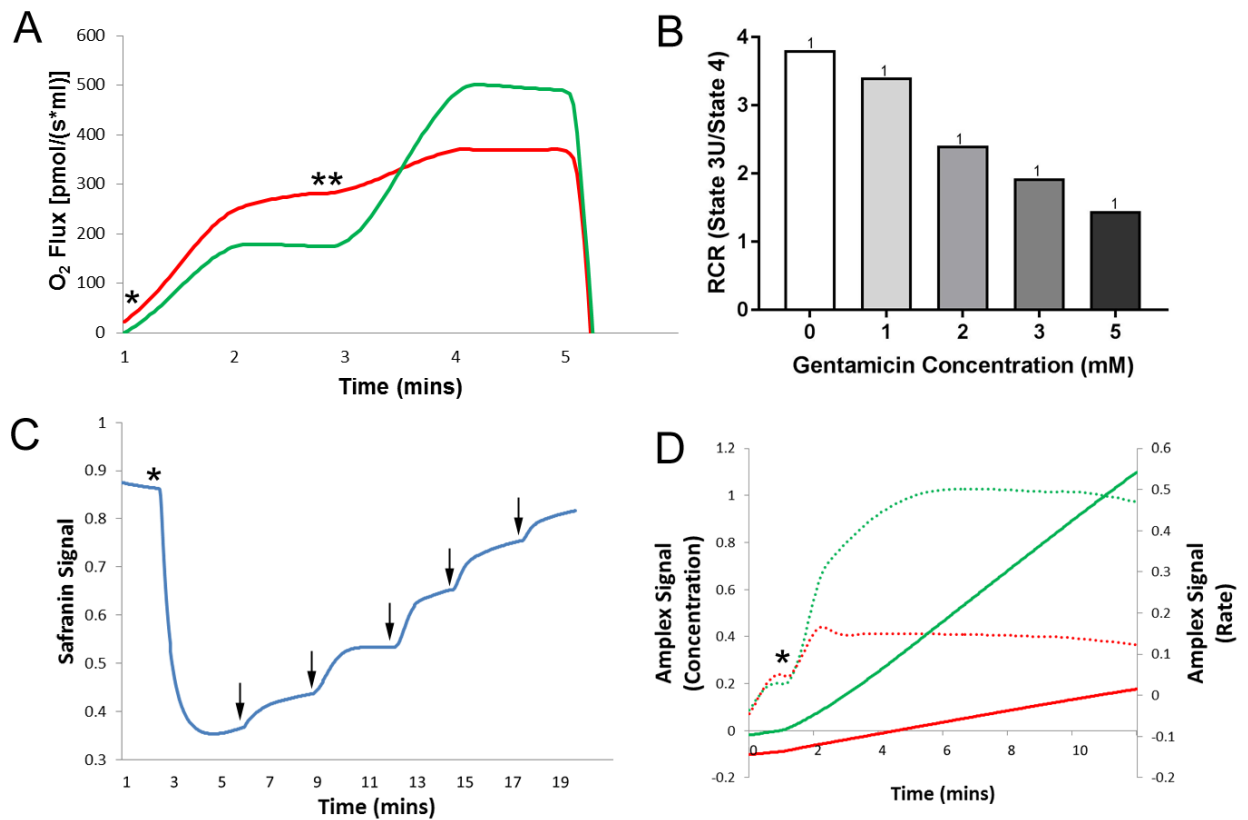 A
O2 Flux [pmol/(s*ml)]
600
500
400
300
200
100
0
*
**
1 2 3 4 5
Time (mins)
B
RCR (State 3U/State 4)
4
3
2
1
0
1 1 1 1 1
0 1 2 3 5
Gentamicin Concentration (mM)
C
Safranin Signal
1
0.9
0.8
0.7
0.6
0.5
0.4
0.3
*
1 3 5 7 9 11 13 15 17 19
Time (mins)
D
Amplex Signal
(Concentration)
1.2
1
0.8
0.6
0.4
0.2
0
-0.2
*
0 2 4 6 8 10
Time (mins)
0.6
0.5
0.4
0.3
0.2
0.1
0
-0.1
-0.2
Amplex Signal
(Rate)